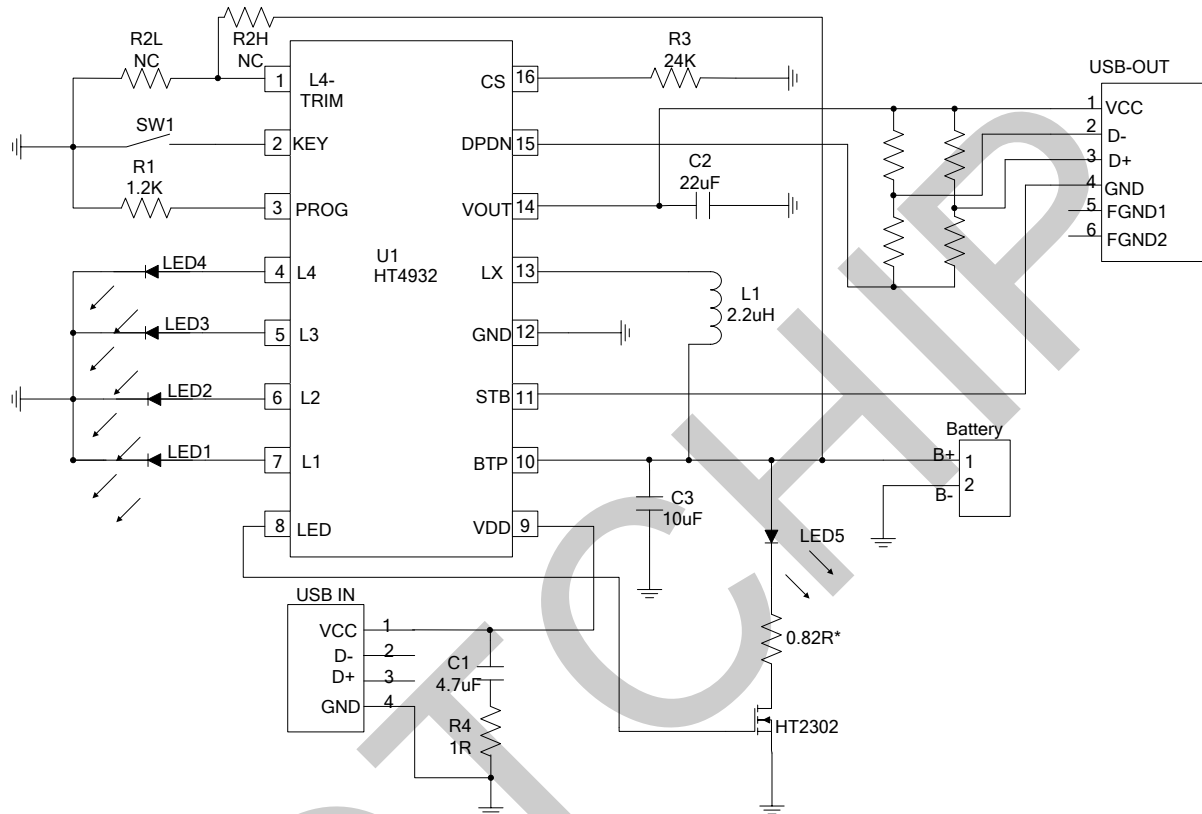 R2L
NC
R2H
NC
1
L4-
TRIM
SW1
2
KEY
R1
1.2K
3
PROG
LED4
4
L4
LED3
5
L3
LED2
6
L2
LED1
7
L1
8
LED
U1
HT4932
CS
16
DPDN
15
VOUT
14
LX
13
GND
12
STB
11
BTP
10
VDD
9
R3
24K
C2
22uF
L1
2.2uH
C3
10uF
USB-OUT
1
VCC
2
D-
3
D+
4
GND
5
FGND1
6
FGND2
Battery
B+
1
2
B-
LED5
0.82R*
HT2302
USB IN
VCC
1
D-
2
D+
3
GND
4
C1
4.7uF
R4
1R
T CHIP